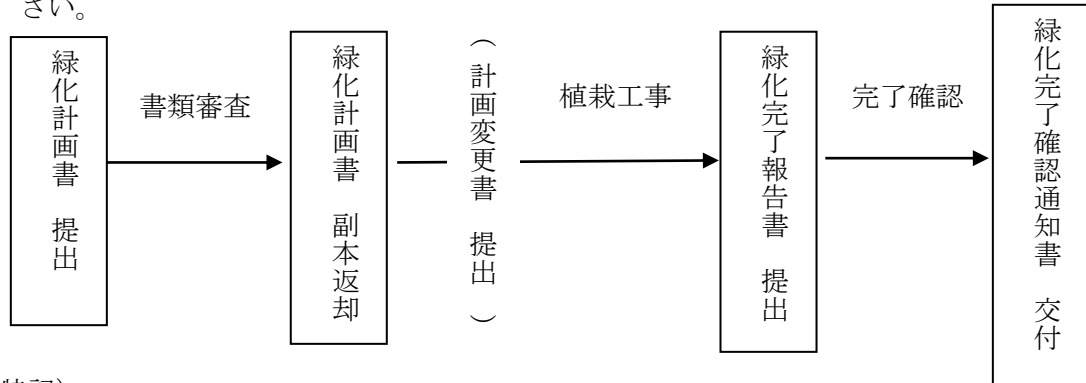 さい。
緑化計画書　提出
書類審査
緑化計画書　副本返却
（計画変更書　提出　）
植栽工事
緑化完了報告書　提出
完了確認
緑化完了確認通知書　交付